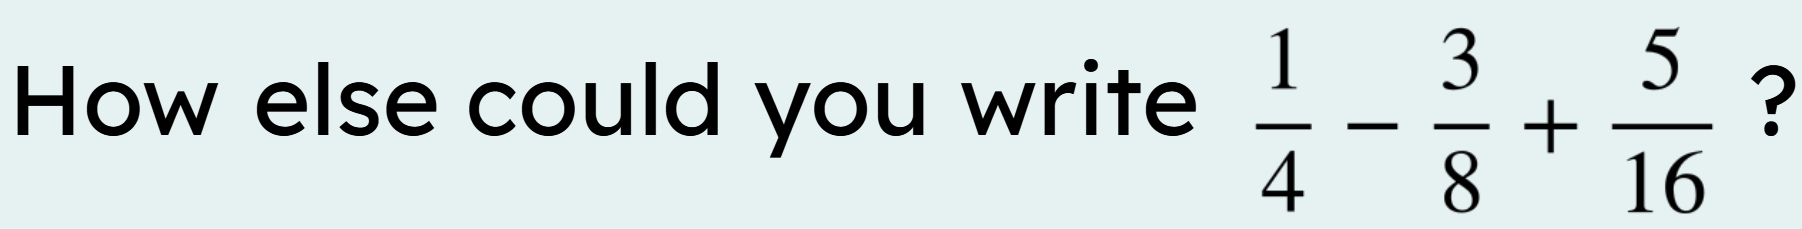 How else could you write 1/4 − 3/8 + 5/16 ?